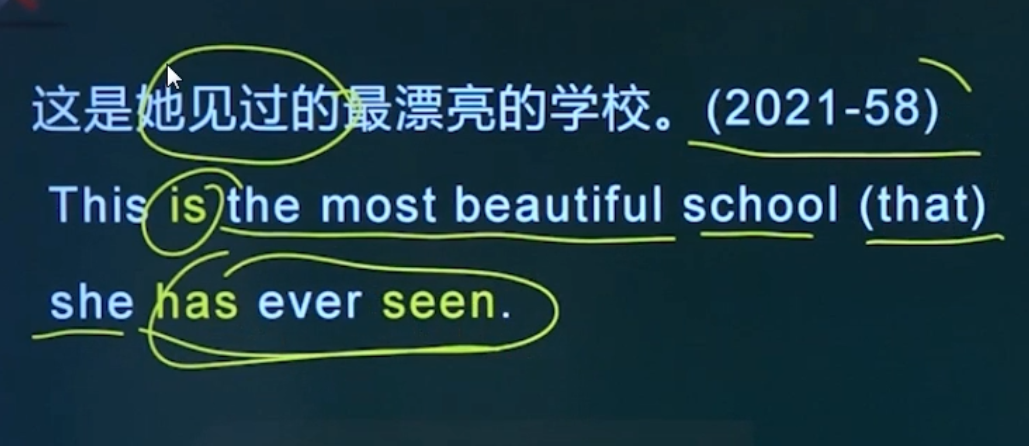 这是她见过的最漂亮的学校。(2021-58)
This is the most beautiful school (that)
she has ever seen.